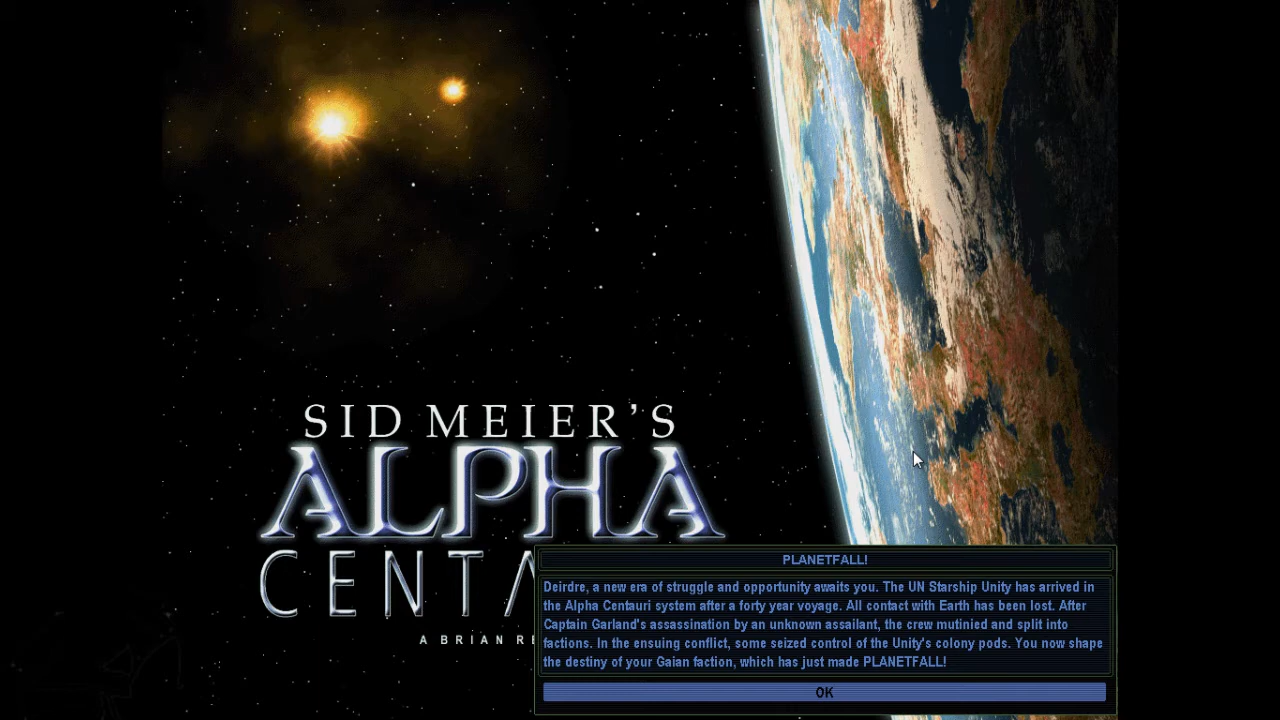 SID MEIER'S
ALPHA
CENTA
A BRIAN RE
PLANETFALL!
Deirdre, a new era of struggle and opportunity awaits you. The UN Starship Unity has arrived in
the Alpha Centauri system after a forty year voyage. All contact with Earth has been lost. After
Captain Garland's assassination by an unknown assailant, the crew mutinied and split into
factions. In the ensuing conflict, some seized control of the Unity's colony pods. You now shape
the destiny of your Gaian faction, which has just made PLANETFALL!
OK